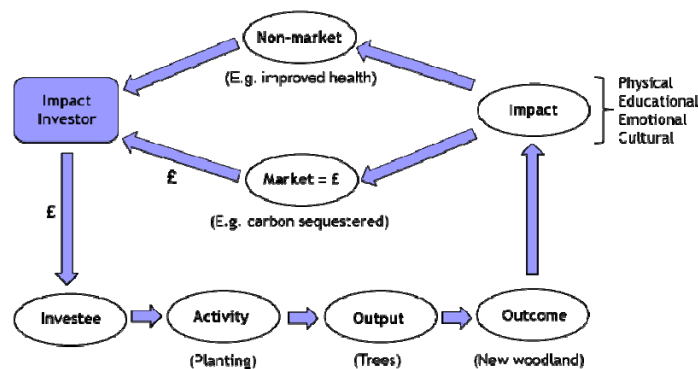 Non-market
(E.g. improved health)
Impact
Investor
Impact
Physical
Educational
Emotional
Cultural
£
Market = £
(E.g. carbon sequestered)
£
Investee
Activity
Output
Outcome
(Planting)
(Trees)
(New woodland)